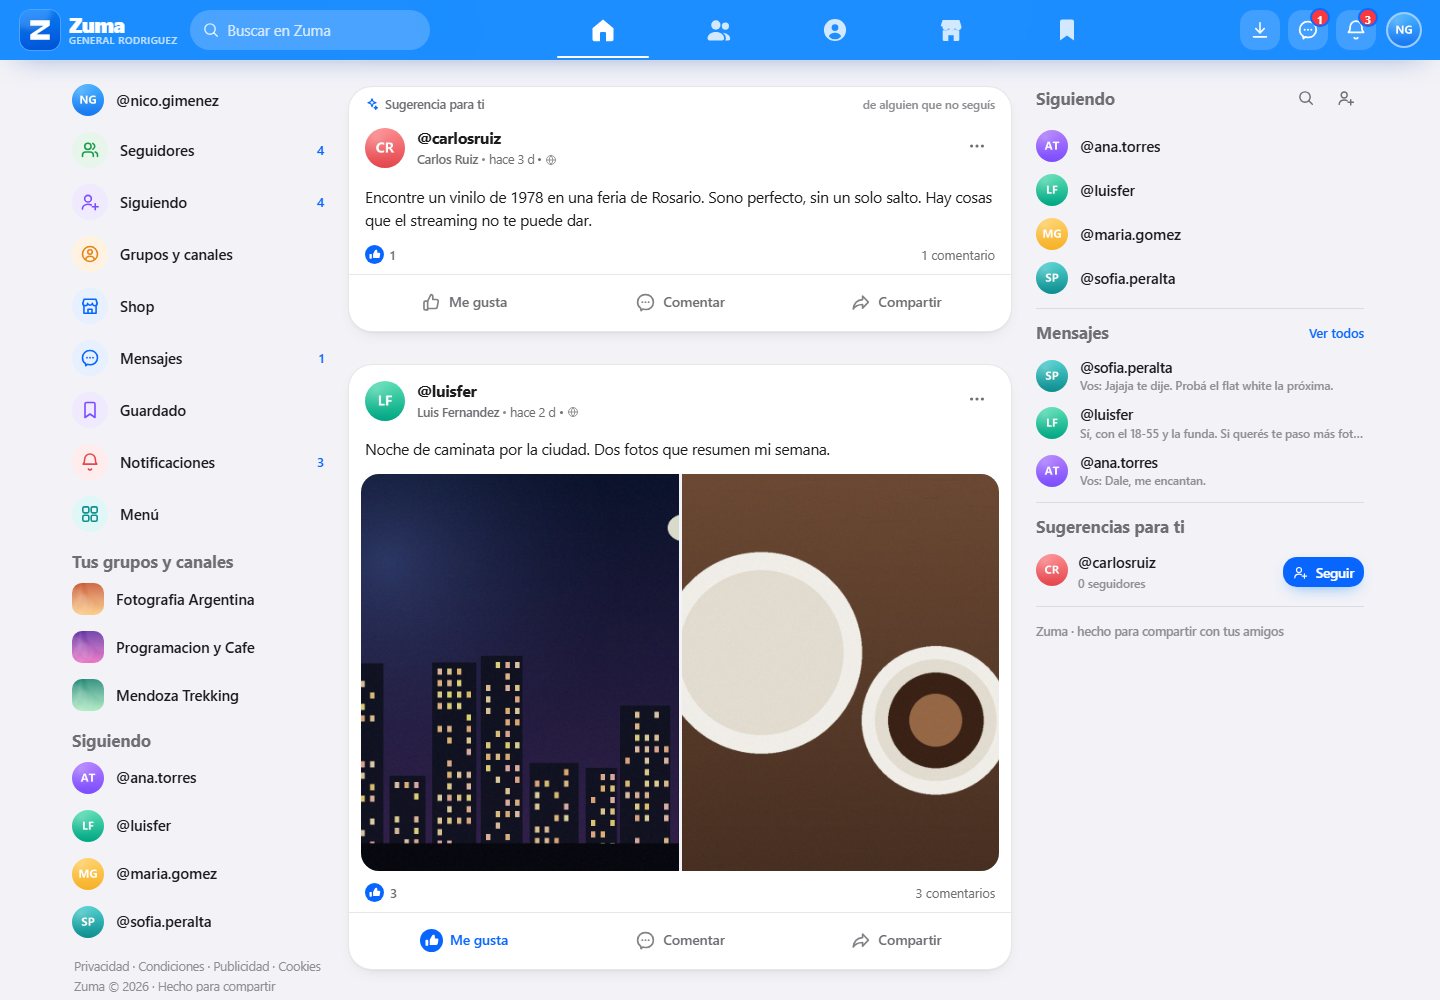 Zuma
GENERAL RODRIGUEZ
Buscar en Zuma
1
3
NG
NG
@nico.gimenez
Seguidores
4
Siguiendo
4
Grupos y canales
Shop
Mensajes
1
Guardado
Notificaciones
3
Menú
Tus grupos y canales
Fotografia Argentina
Programacion y Cafe
Mendoza Trekking
Siguiendo
AT
@ana.torres
LF
@luisfer
MG
@maria.gomez
SP
@sofia.peralta
Privacidad · Condiciones · Publicidad · Cookies
Zuma © 2026 · Hecho para compartir
Sugerencia para ti
de alguien que no seguís
CR
@carlosruiz
Carlos Ruiz • hace 3 d •
Encontre un vinilo de 1978 en una feria de Rosario. Sono perfecto, sin un solo salto. Hay cosas
que el streaming no te puede dar.
1
1 comentario
Me gusta
Comentar
Compartir
LF
@luisfer
Luis Fernandez • hace 2 d •
Noche de caminata por la ciudad. Dos fotos que resumen mi semana.
3
3 comentarios
Me gusta
Comentar
Compartir
Siguiendo
AT
@ana.torres
LF
@luisfer
MG
@maria.gomez
SP
@sofia.peralta
Mensajes
Ver todos
SP
@sofia.peralta
Vos: Jajaja te dije. Probá el flat white la próxima.
LF
@luisfer
Sí, con el 18-55 y la funda. Si querés te paso más fot...
AT
@ana.torres
Vos: Dale, me encantan.
Sugerencias para ti
CR
@carlosruiz
0 seguidores
Seguir
Zuma · hecho para compartir con tus amigos